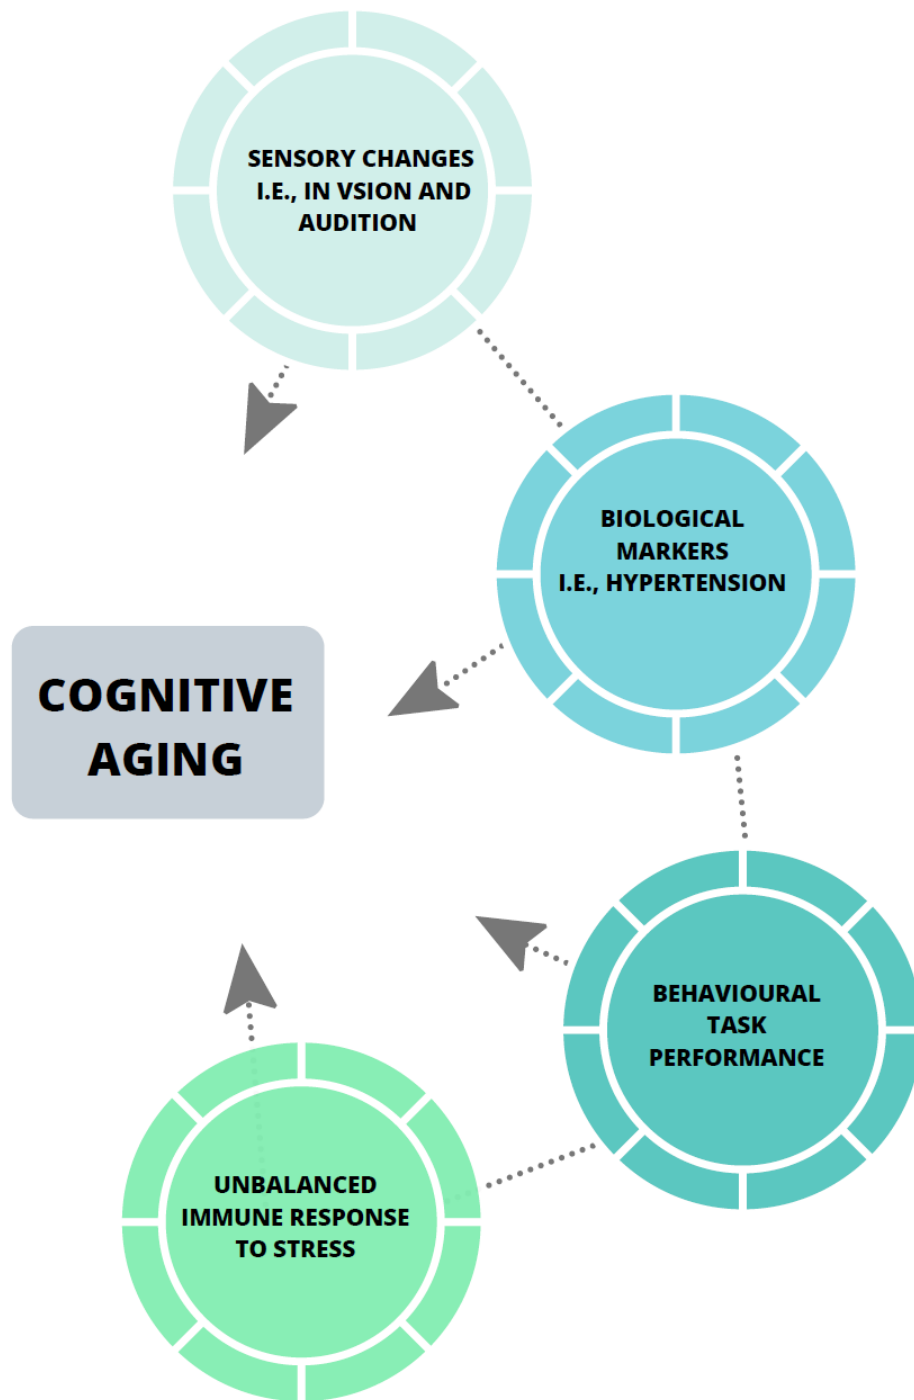 SENSORY CHANGES
I.E., IN VSION AND
AUDITION
BIOLOGICAL
MARKERS
I.E., HYPERTENSION
COGNITIVE
AGING
BEHAVIOURAL
TASK
PERFORMANCE
UNBALANCED
IMMUNE RESPONSE
TO STRESS